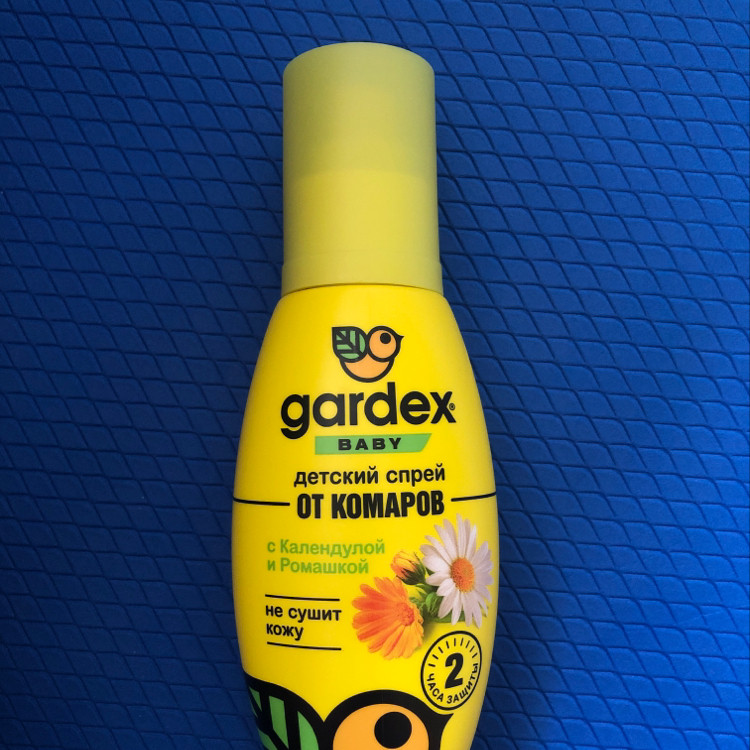 gardex®
BABY
детский спрей
ОТ КОМАРОВ
с Календулой
и Ромашкой
не сушит
кожу
2
ЧАСА ЗАЩИТЫ